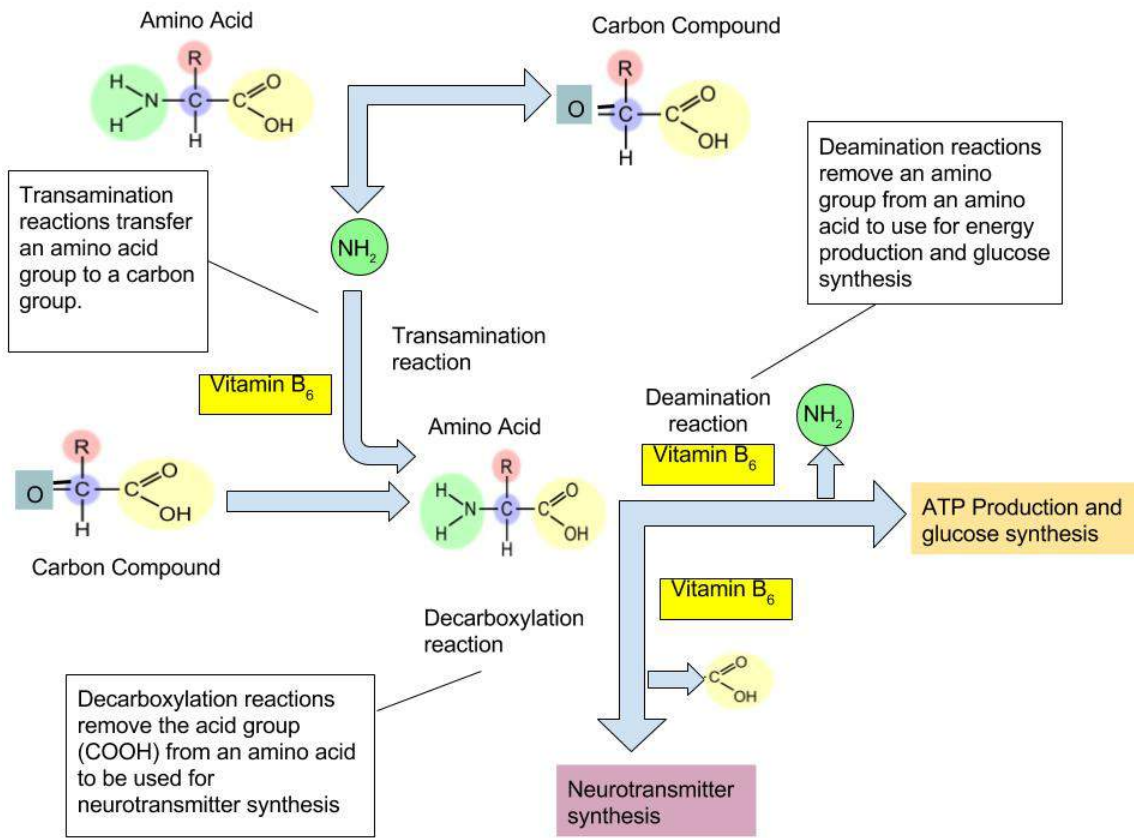 Amino Acid
Carbon Compound
R
H
N
C
C
O
OH
H
H
R
O
C
C
O
OH
H
Transamination
reactions transfer
an amino acid
group to a carbon
group.
NH2
Deamination reactions
remove an amino
group from an amino
acid to use for energy
production and glucose
synthesis
Transamination
reaction
Vitamin B6
Deamination
reaction
Vitamin B6
NH2
R
O
C
C
O
OH
H
Carbon Compound
Amino Acid
R
H
N
C
C
O
OH
H
H
ATP Production and
glucose synthesis
Vitamin B6
Decarboxylation
reaction
C
O
OH
Decarboxylation reactions
remove the acid group
(COOH) from an amino acid
to be used for
neurotransmitter synthesis
Neurotransmitter
synthesis